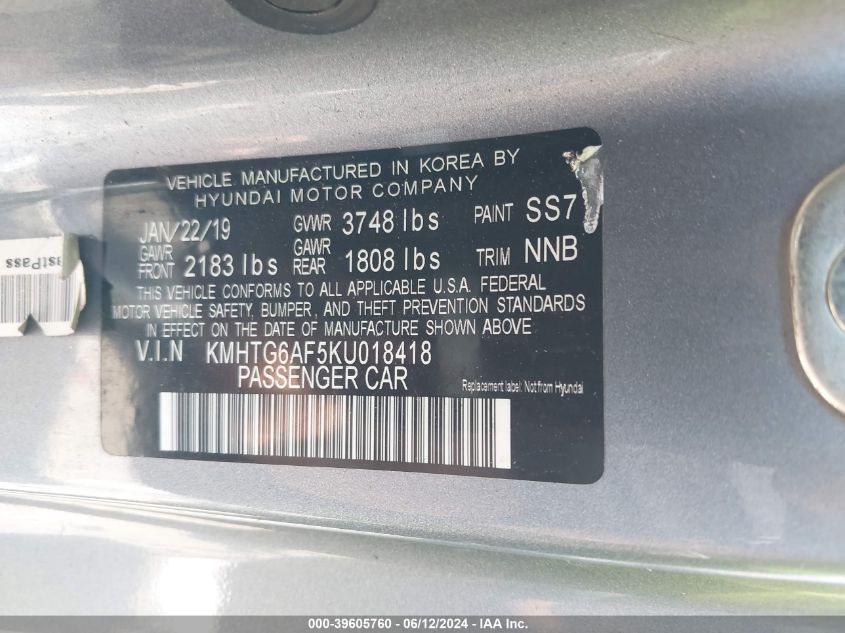 VEHICLE MANUFACTURED IN KOREA BY
HYUNDAI MOTOR COMPANY
JAN/22/19 GVWR 3748 lbs PAINT SS7
GAWR FRONT 2183 lbs GAWR REAR 1808 lbs TRIM NNB
THIS VEHICLE CONFORMS TO ALL APPLICABLE U.S.A. FEDERAL
MOTOR VEHICLE SAFETY, BUMPER, AND THEFT PREVENTION STANDARDS
IN EFFECT ON THE DATE OF MANUFACTURE SHOWN ABOVE.
V.I.N KMHTG6AF5KU018418
PASSENGER CAR
Replacement label: Not from Hyundai
astPass
000-39605760 - 06/12/2024 - IAA Inc.